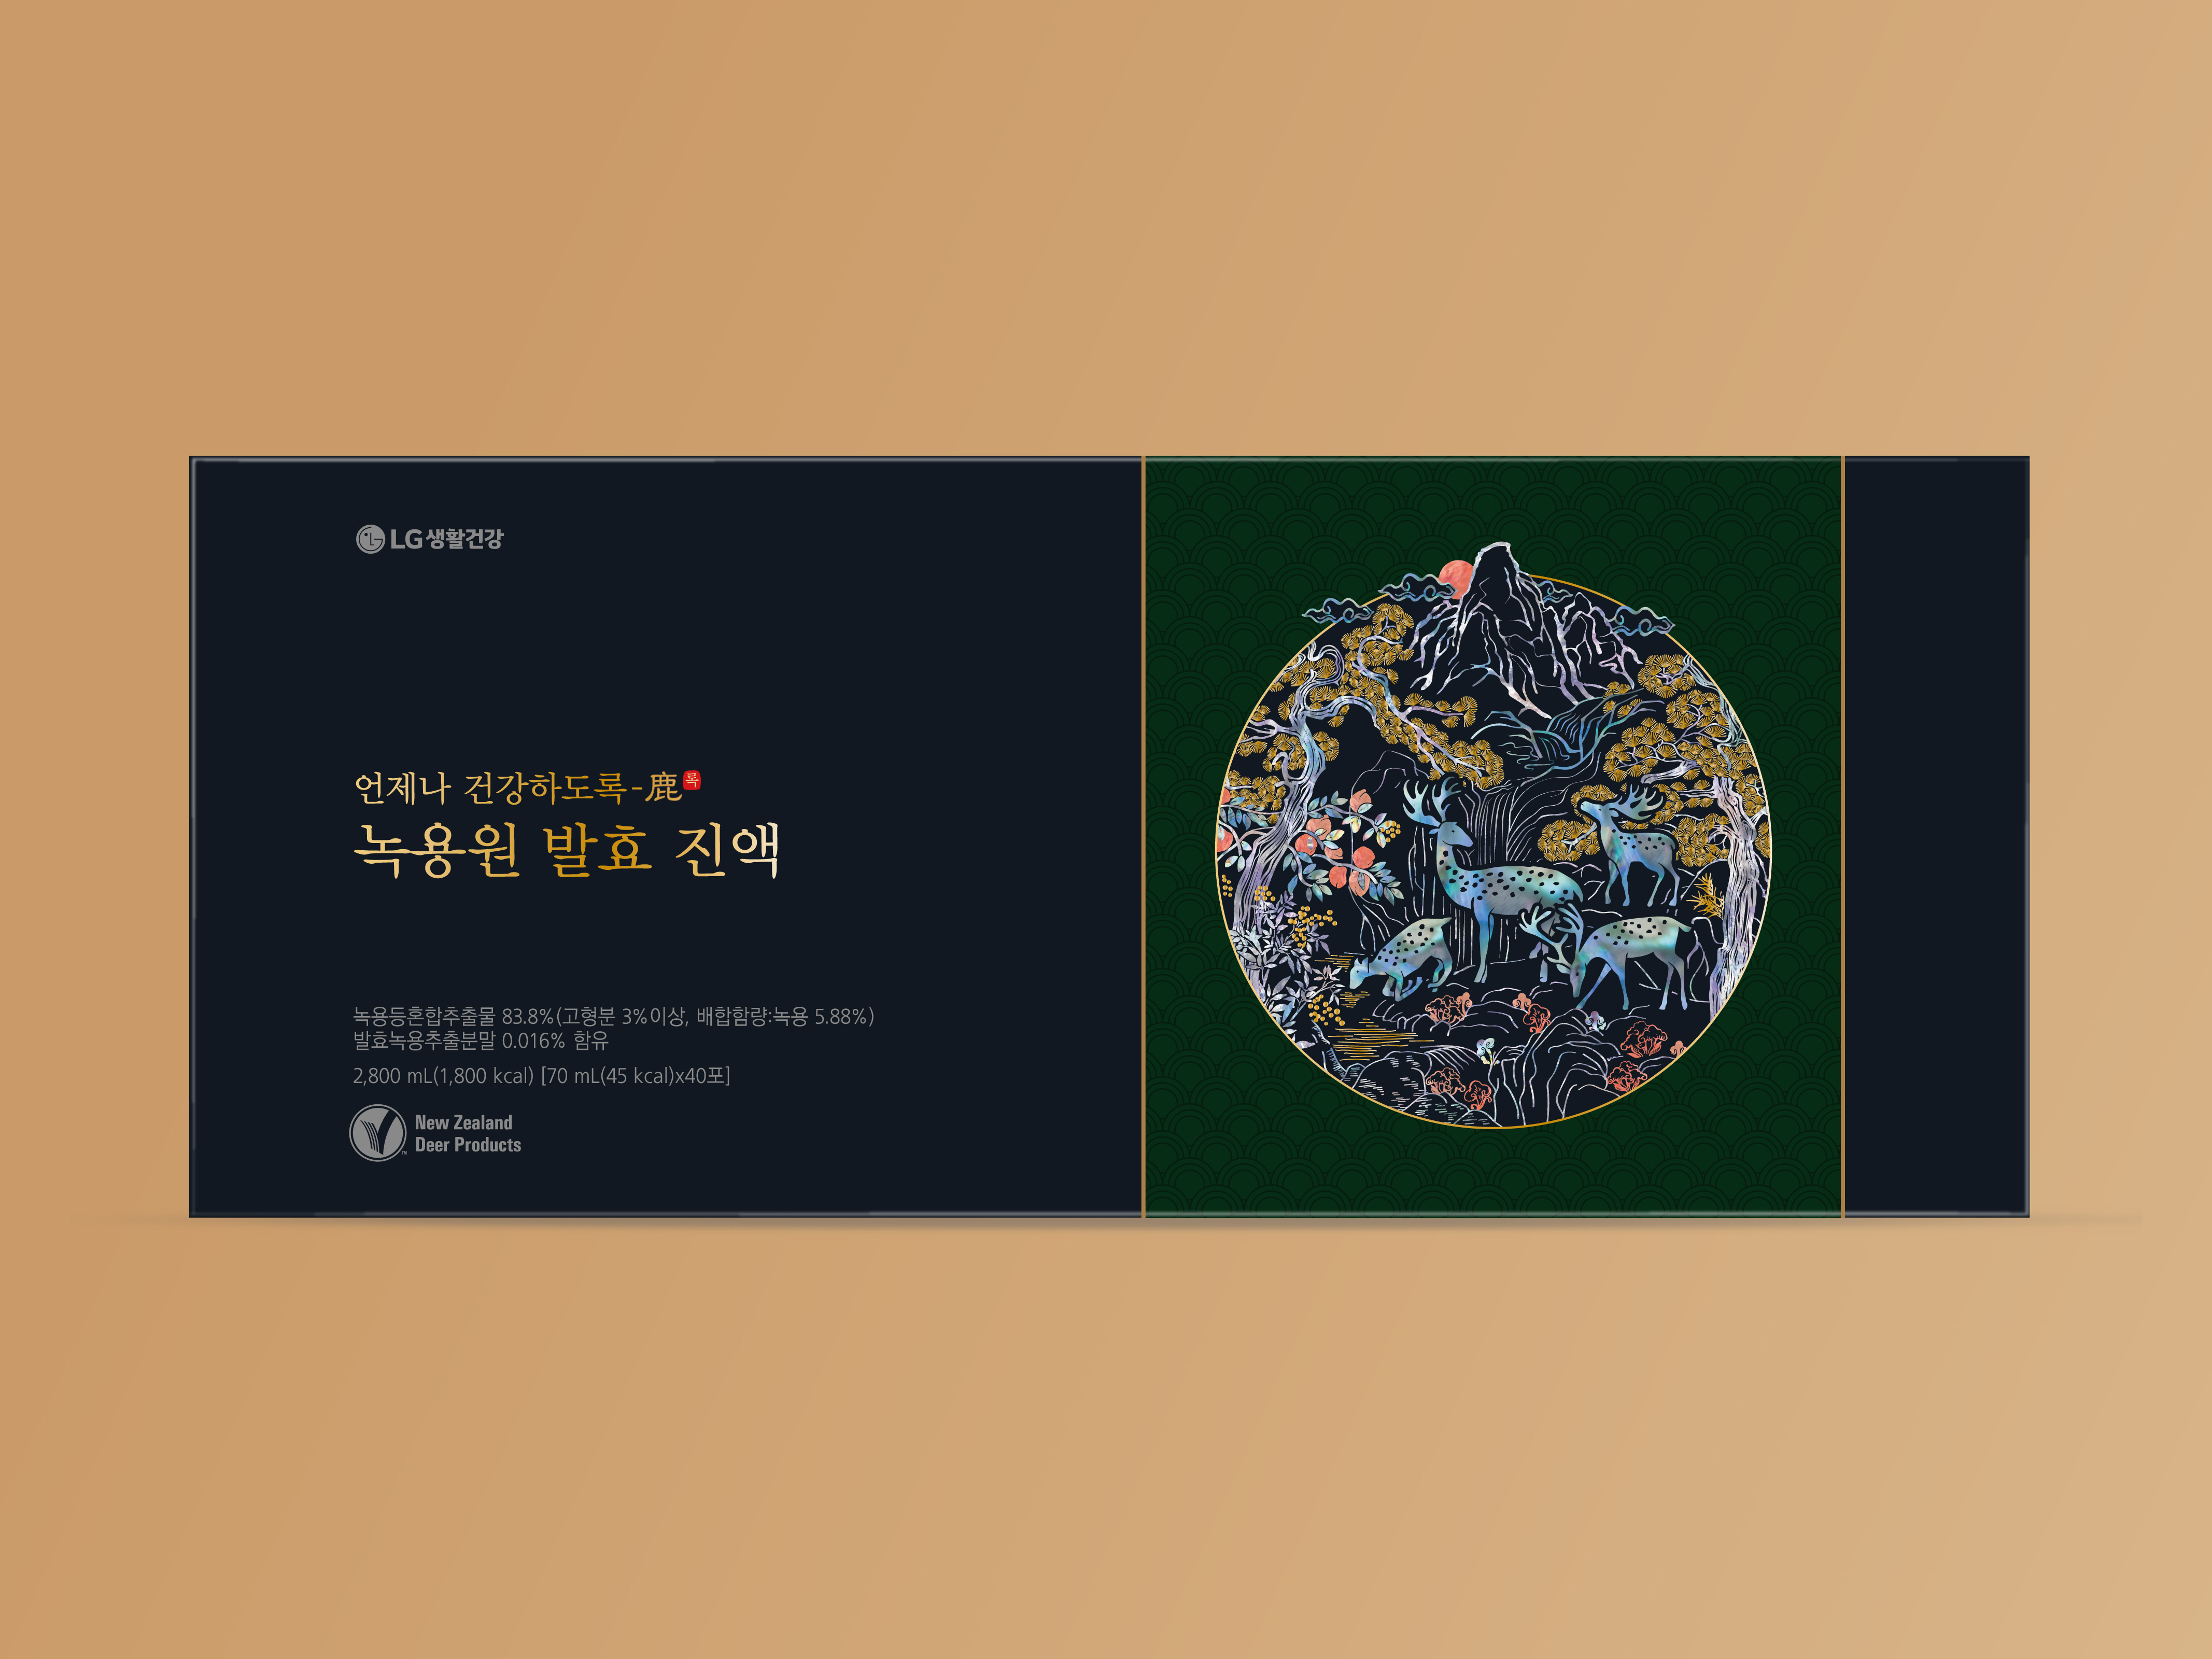 LG생활건강
언제나 건강하도록-鹿 록
녹용원 발효 진액
녹용등혼합추출물 83.8%(고형분 3%이상, 배합함량:녹용 5.88%)
발효녹용추출분말 0.016% 함유
2,800 mL(1,800 kcal) [70 mL(45 kcal)x40포]
New Zealand
Deer Products